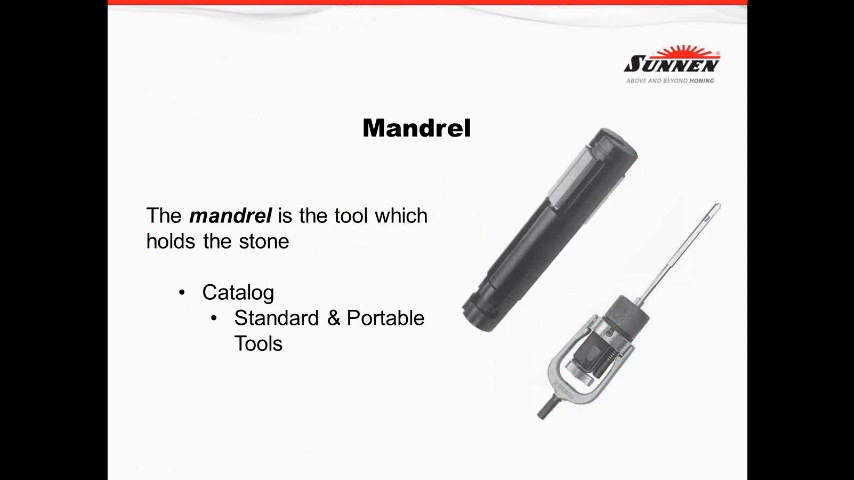 SUNNEN®
ABOVE AND BEYOND HONING
Mandrel
The mandrel is the tool which
holds the stone
• Catalog
• Standard & Portable
Tools